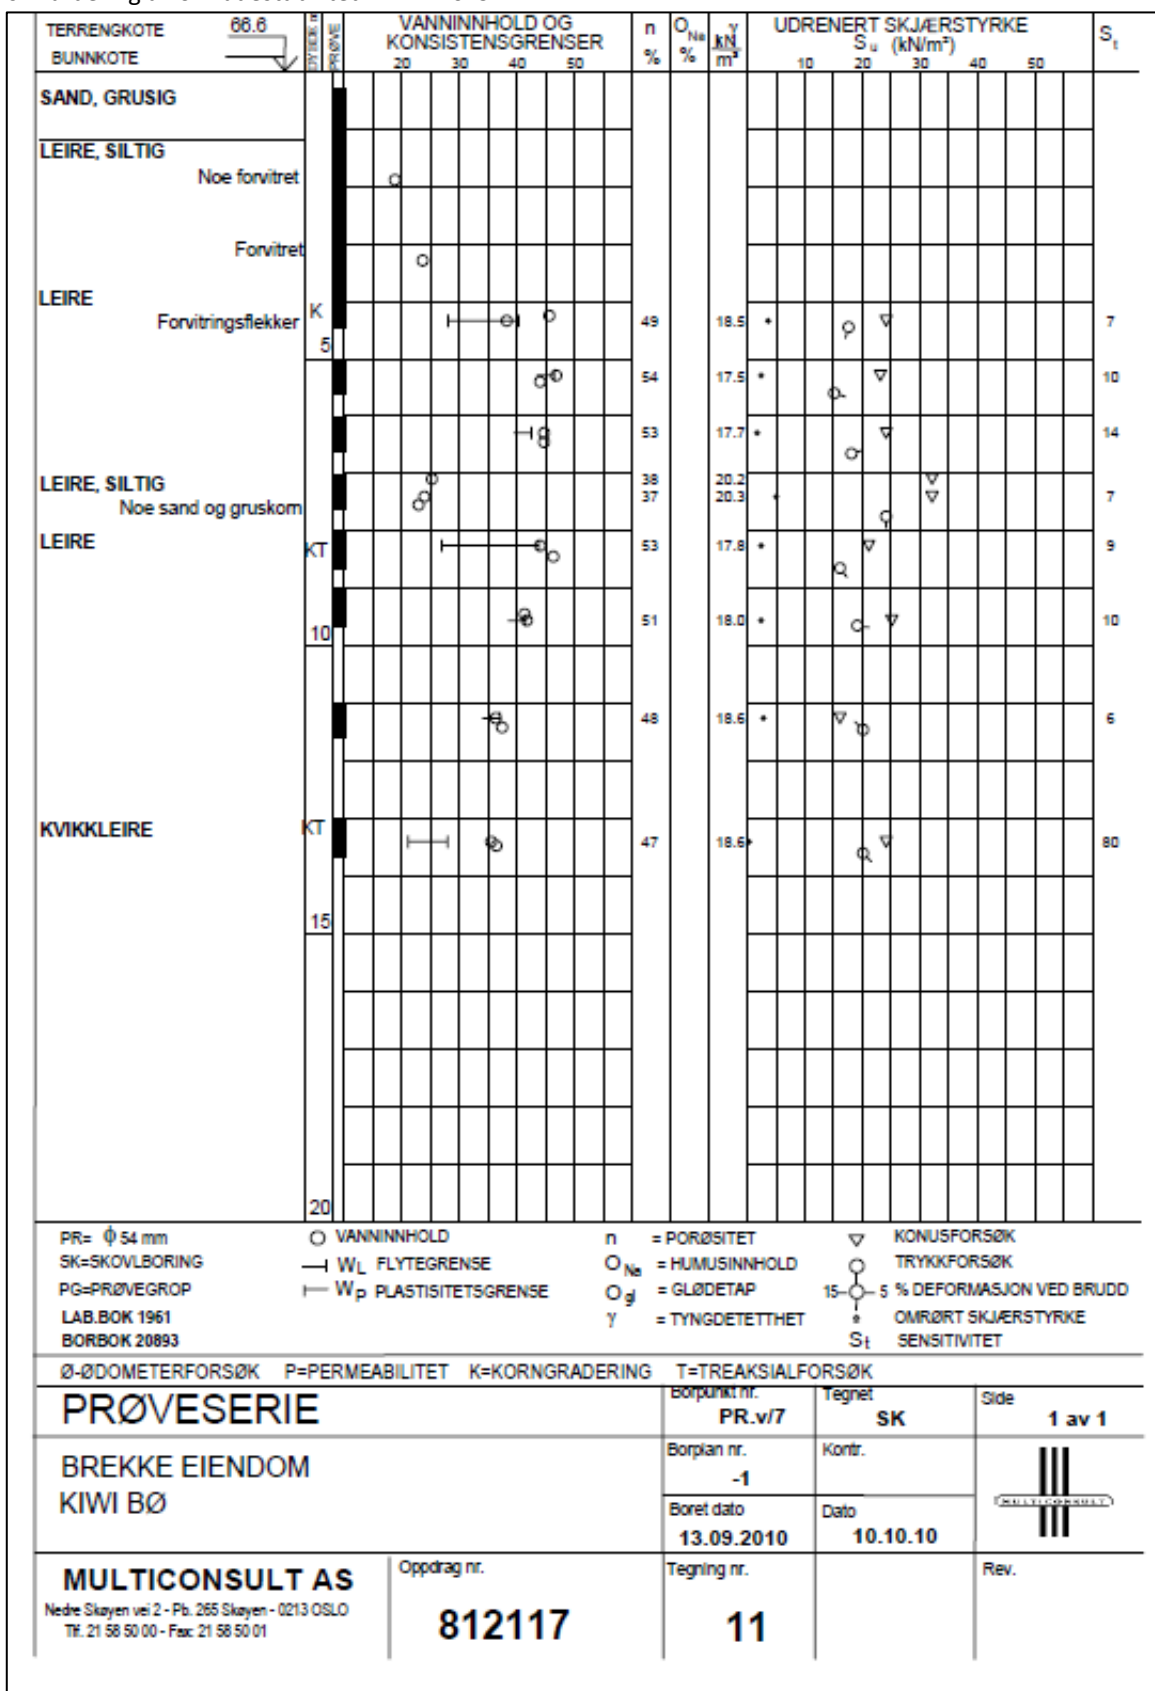 TERRENGKOTE 66.6
BUNNKOTE
DYBDE m
PRØVE
VANNINNHOLD OG
KONSISTENSGRENSER
20 30 40 50
n
%
O Na
%
γ
kN
m³
UDRENERT SKJÆRSTYRKE
S u (kN/m²)
10 20 30 40 50
S t
SAND, GRUSIG
LEIRE, SILTIG
Noe forvitret
Forvitret
LEIRE
Forvitringsflekker K 49 18.5 7
5
54 17.5 10
53 17.7 14
LEIRE, SILTIG 38 20.2
Noe sand og gruskorn 37 20.3 7
LEIRE KT 53 17.8 9
51 18.0 10
10
48 18.6 6
KVIKKLEIRE KT 47 18.6 80
15
20
PR= ϕ 54 mm VANNINNHOLD n = PORØSITET KONUSFORSØK
SK=SKOVLBORING W L FLYTEGRENSE O Na = HUMUSINNHOLD TRYKKFORSØK
PG=PRØVEGROP W P PLASTISITETSGRENSE O gl = GLØDETAP 15 5 % DEFORMASJON VED BRUDD
LAB.BOK 1961 γ = TYNGDETETTHET OMRØRT SKJÆRSTYRKE
BORBOK 20893 S t SENSITIVITET
Ø-ØDOMETERFORSØK P=PERMEABILITET K=KORNGRADERING T=TREAKSIALFORSØK
PRØVESERIE
Borpunkt nr.
PR.v/7
Tegnet
SK
Side
1 av 1
BREKKE EIENDOM
KIWI BØ
Borplan nr.
-1
Kontr.
MULTICONSULT
Boret dato
13.09.2010
Dato
10.10.10
MULTICONSULT AS
Nedre Skøyen vei 2 - Pb. 265 Skøyen - 0213 OSLO
Tlf. 21 58 50 00 - Fax: 21 58 50 01
Oppdrag nr.
812117
Tegning nr.
11
Rev.